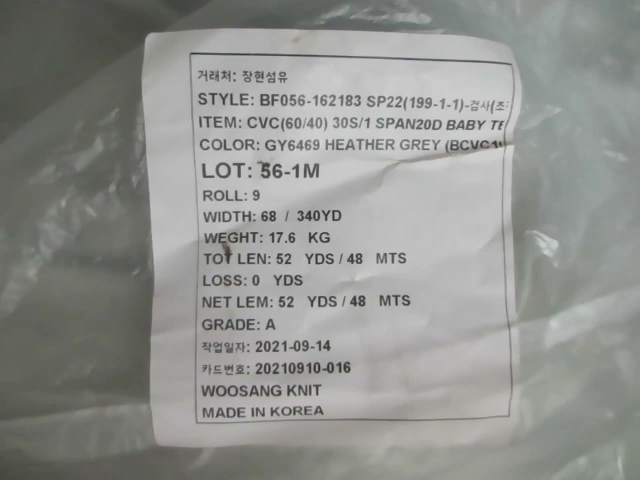 거래처: 장현섬유
STYLE: BF056-162183 SP22(199-1-1)-검사(조
ITEM: CVC(60/40) 30S/1 SPAN20D BABY TE
COLOR: GY6469 HEATHER GREY (BCVC
LOT: 56-1M
ROLL: 9
WIDTH: 68 / 340YD
WEGHT: 17.6 KG
TOT LEN: 52 YDS / 48 MTS
LOSS: 0 YDS
NET LEM: 52 YDS / 48 MTS
GRADE: A
작업일자: 2021-09-14
카드번호: 20210910-016
WOOSANG KNIT
MADE IN KOREA